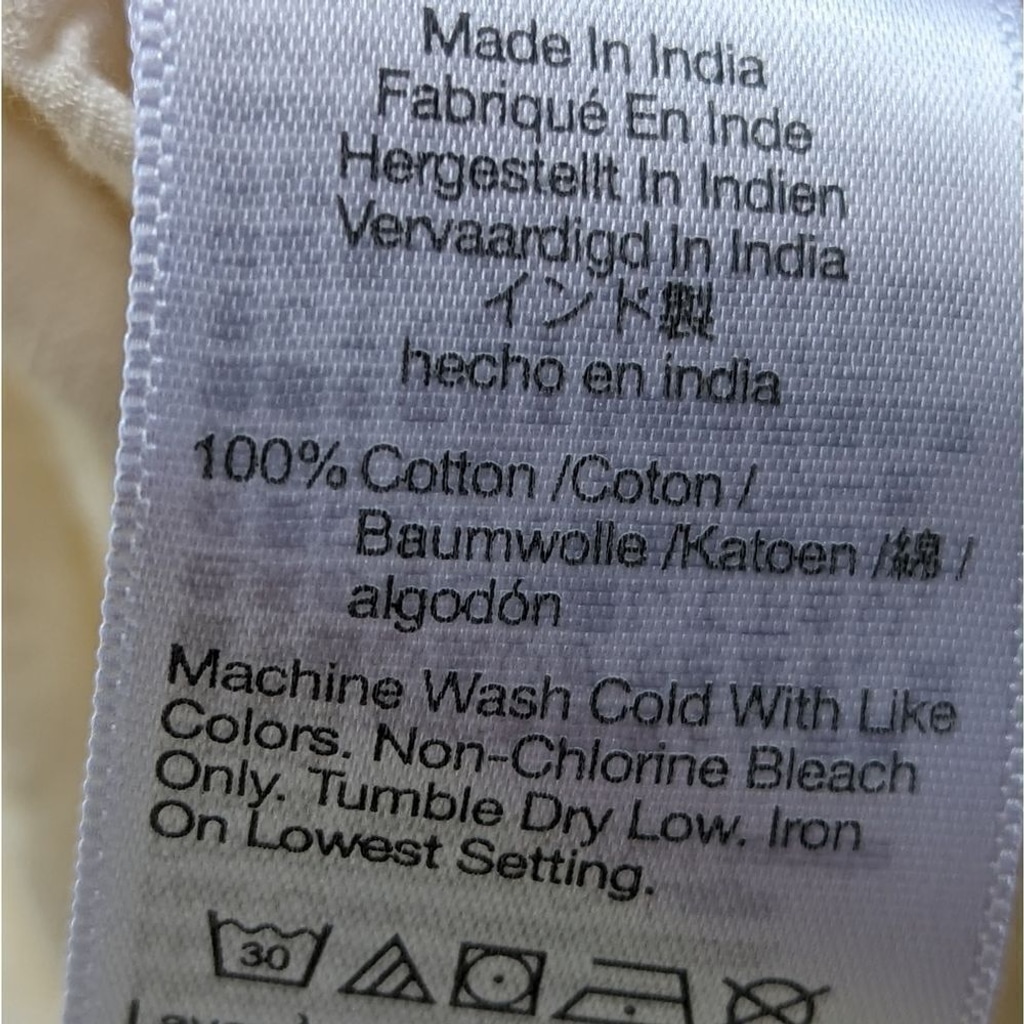 Made In India
Fabriqué En Inde
Hergestellt In Indien
Vervaardigd In India
インド製
hecho en india
100% Cotton /Coton /
Baumwolle /Katoen /綿 /
algodón
Machine Wash Cold With Like
Colors. Non-Chlorine Bleach
Only. Tumble Dry Low. Iron
On Lowest Setting.
30